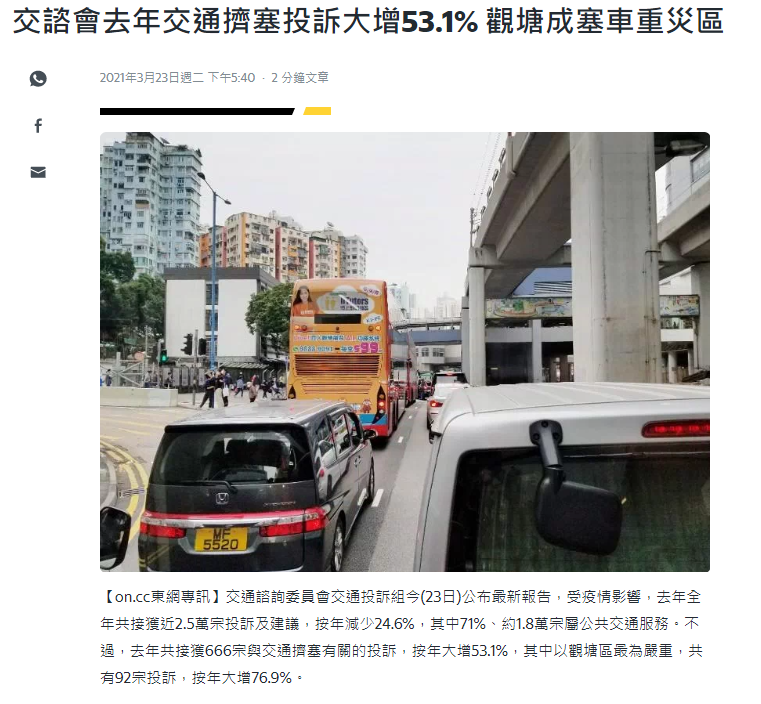 交諮會去年交通擠塞投訴大增53.1% 觀塘成塞車重災區
2021年3月23日週二 下午5:40 · 2 分鐘文章
tutors
$99
MF
5520
【on.cc東網專訊】交通諮詢委員會交通投訴組今(23日)公布最新報告，受疫情影響，去年全
年共接獲近2.5萬宗投訴及建議，按年減少24.6%，其中71%、約1.8萬宗屬公共交通服務。不
過，去年共接獲666宗與交通擠塞有關的投訴，按年大增53.1%，其中以觀塘區最為嚴重，共
有92宗投訴，按年大增76.9%。